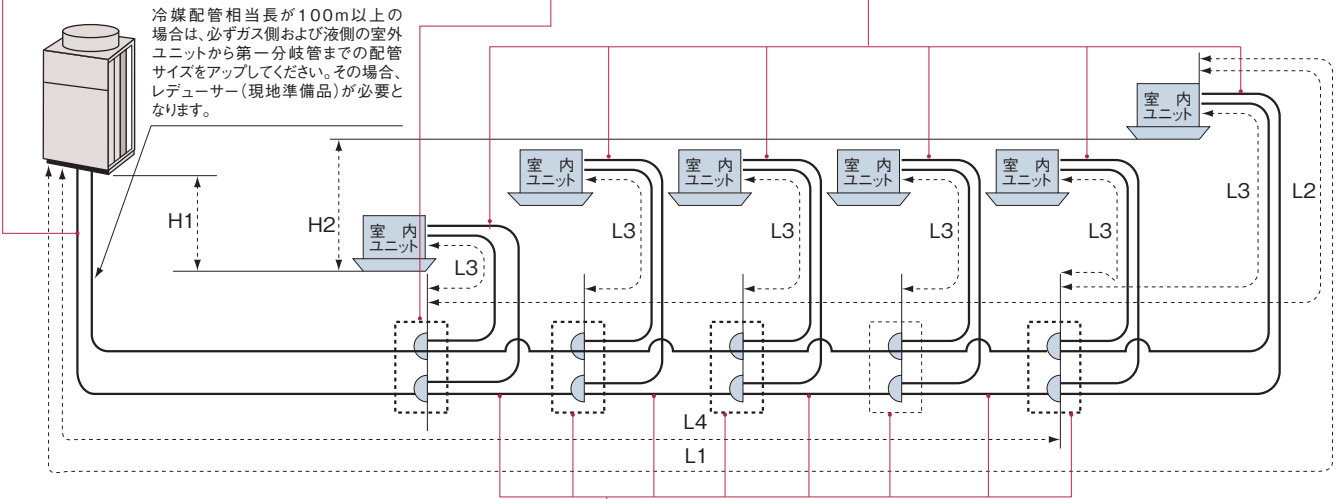 冷媒配管相当長が100m以上の
場合は、必ずガス側および液側の室外
ユニットから第一分岐管までの配管
サイズをアップしてください。その場合、
レデューサー(現地準備品)が必要と
なります。
室 内
ユニット
室 内
ユニット
室 内
ユニット
室 内
ユニット
室 内
ユニット
室 内
ユニット
H1
H2
L3
L3
L3
L3
L3
L3
L2
L4
L1